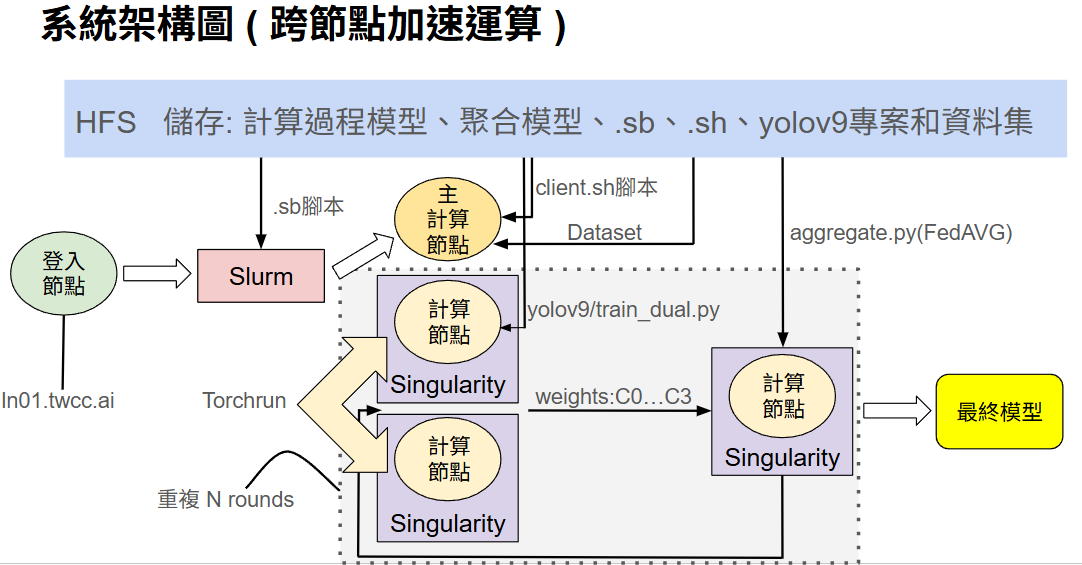 系統架構圖 ( 跨節點加速運算 )
HFS 儲存: 計算過程模型、聚合模型、.sb、.sh、yolov9專案和資料集
.sb腳本
主
計算
節點
client.sh腳本
Dataset
aggregate.py(FedAVG)
登入
節點
Slurm
計算
節點
yolov9/train_dual.py
Singularity
ln01.twcc.ai
Torchrun
weights:C0…C3
計算
節點
Singularity
最終模型
計算
節點
Singularity
重複 N rounds